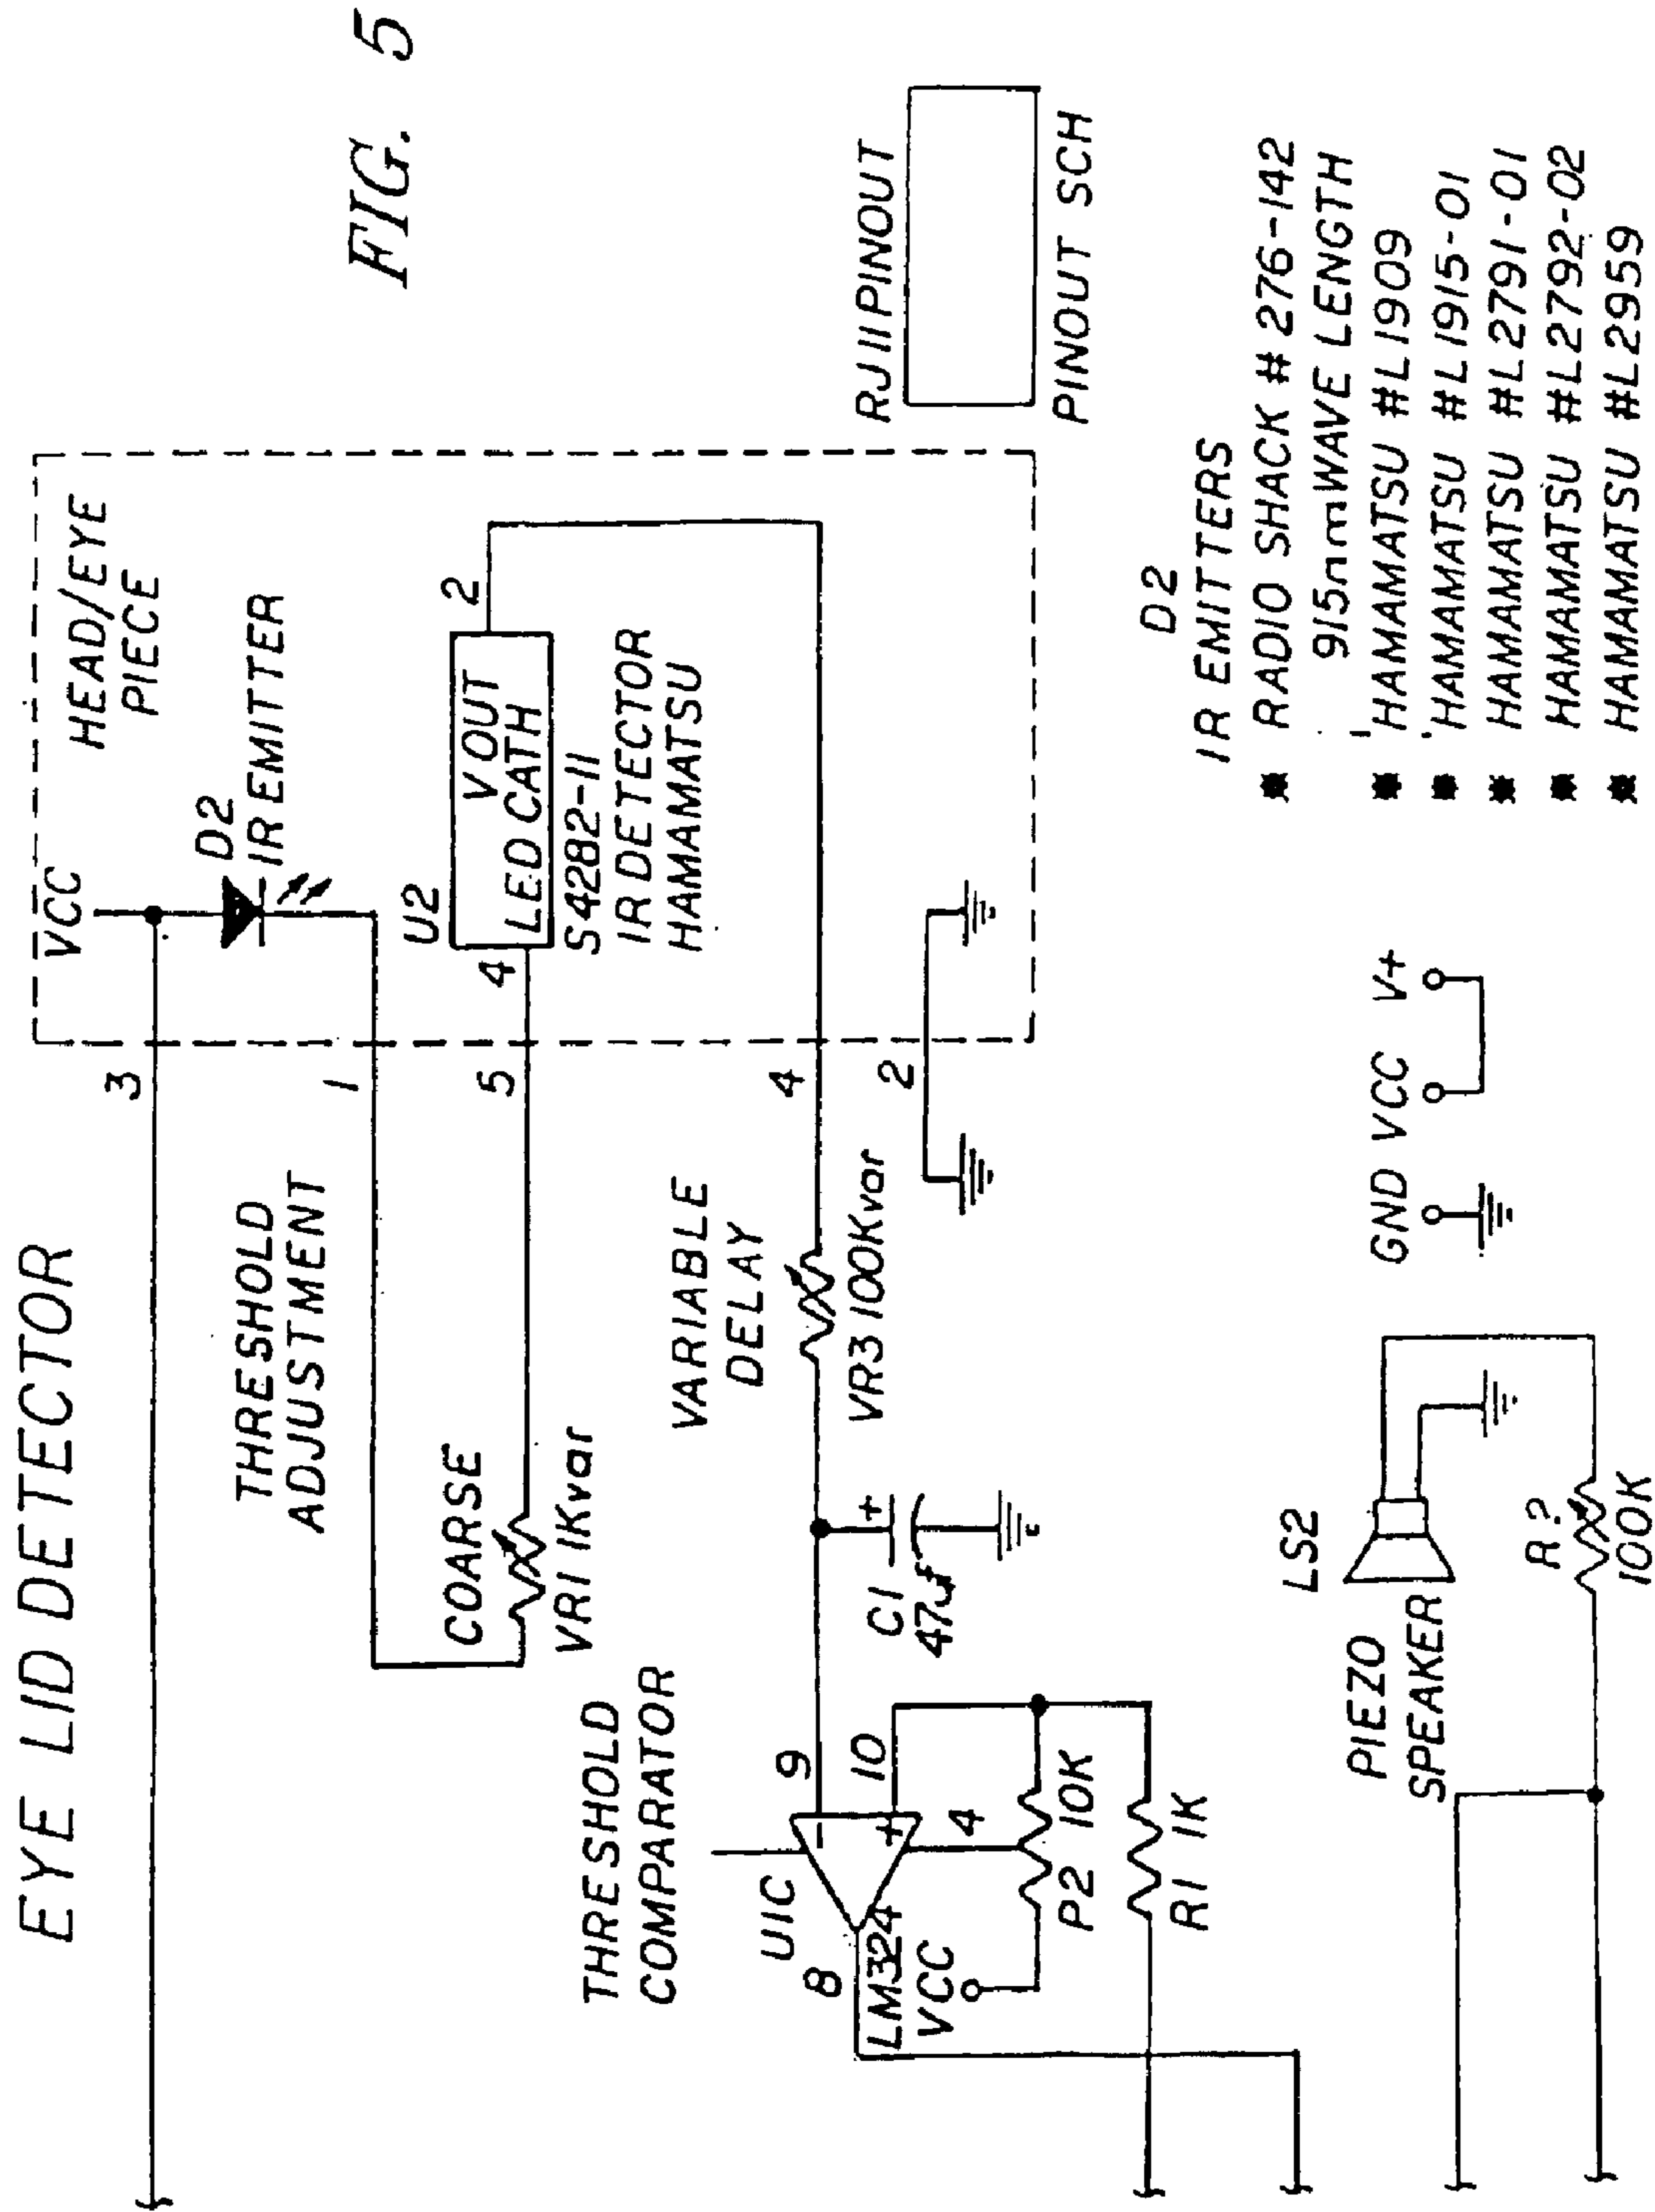 EYE LID DETECTOR
FIG. 5
3
VCC
HEAD/EYE
PIECE
THRESHOLD
ADJUSTMENT
1
D2
IR EMITTER
COARSE
VR1 1Kvar
5
4
U2
V OUT
LED CATH
2
S4282-11
IR DETECTOR
HAMAMATSU
THRESHOLD
COMPARATOR
VARIABLE
DELAY
4
VR3 100Kvar
2
U1C
9
8
10
LM324
4
VCC
P2 10K
R1 1K
+
C1
RJ11 PINOUT
PINOUT SCH
PIEZO
SPEAKER
LS2
R?
100K
GND VCC V+
D2
IR EMITTERS
RADIO SHACK # 276-142
915nm WAVE LENGTH
HAMAMATSU #L1909
HAMAMATSU #L1915-01
HAMAMATSU #L2791-01
HAMAMATSU #L2792-02
HAMAMATSU #L2959